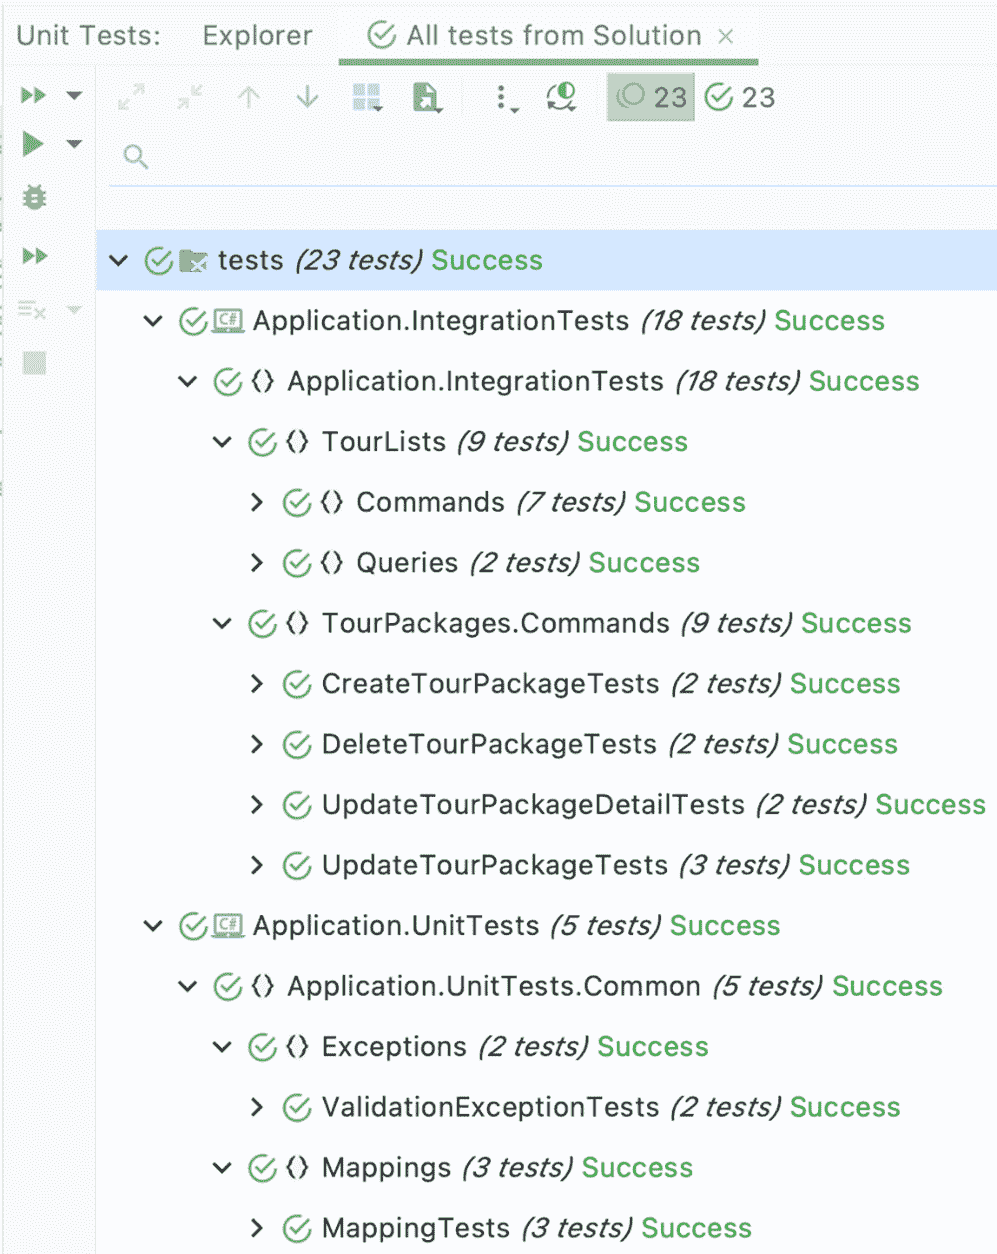 Unit Tests: Explorer All tests from Solution ×
23 23
tests (23 tests) Success
C# Application.IntegrationTests (18 tests) Success
<> Application.IntegrationTests (18 tests) Success
<> TourLists (9 tests) Success
<> Commands (7 tests) Success
<> Queries (2 tests) Success
<> TourPackages.Commands (9 tests) Success
CreateTourPackageTests (2 tests) Success
DeleteTourPackageTests (2 tests) Success
UpdateTourPackageDetailTests (2 tests) Success
UpdateTourPackageTests (3 tests) Success
C# Application.UnitTests (5 tests) Success
<> Application.UnitTests.Common (5 tests) Success
<> Exceptions (2 tests) Success
ValidationExceptionTests (2 tests) Success
<> Mappings (3 tests) Success
MappingTests (3 tests) Success